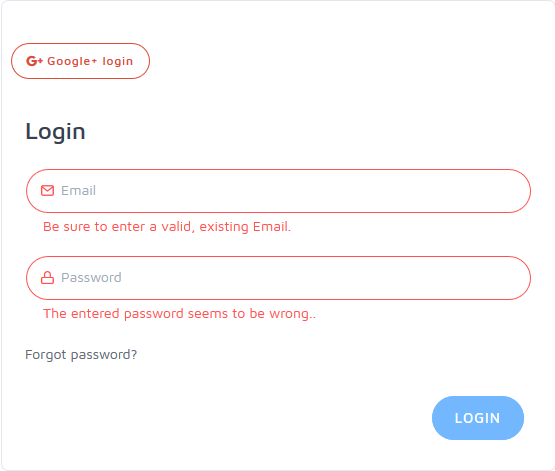 G+ Google+ login
Login
Email
Be sure to enter a valid, existing Email.
Password
The entered password seems to be wrong..
Forgot password?
LOGIN